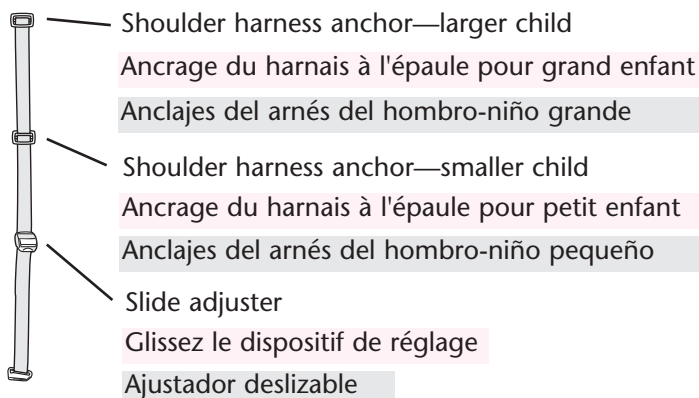 Shoulder harness anchor—larger child
Ancrage du harnais à l'épaule pour grand enfant
Anclajes del arnés del hombro-niño grande
Shoulder harness anchor—smaller child
Ancrage du harnais à l'épaule pour petit enfant
Anclajes del arnés del hombro-niño pequeño
Slide adjuster
Glissez le dispositif de réglage
Ajustador deslizable